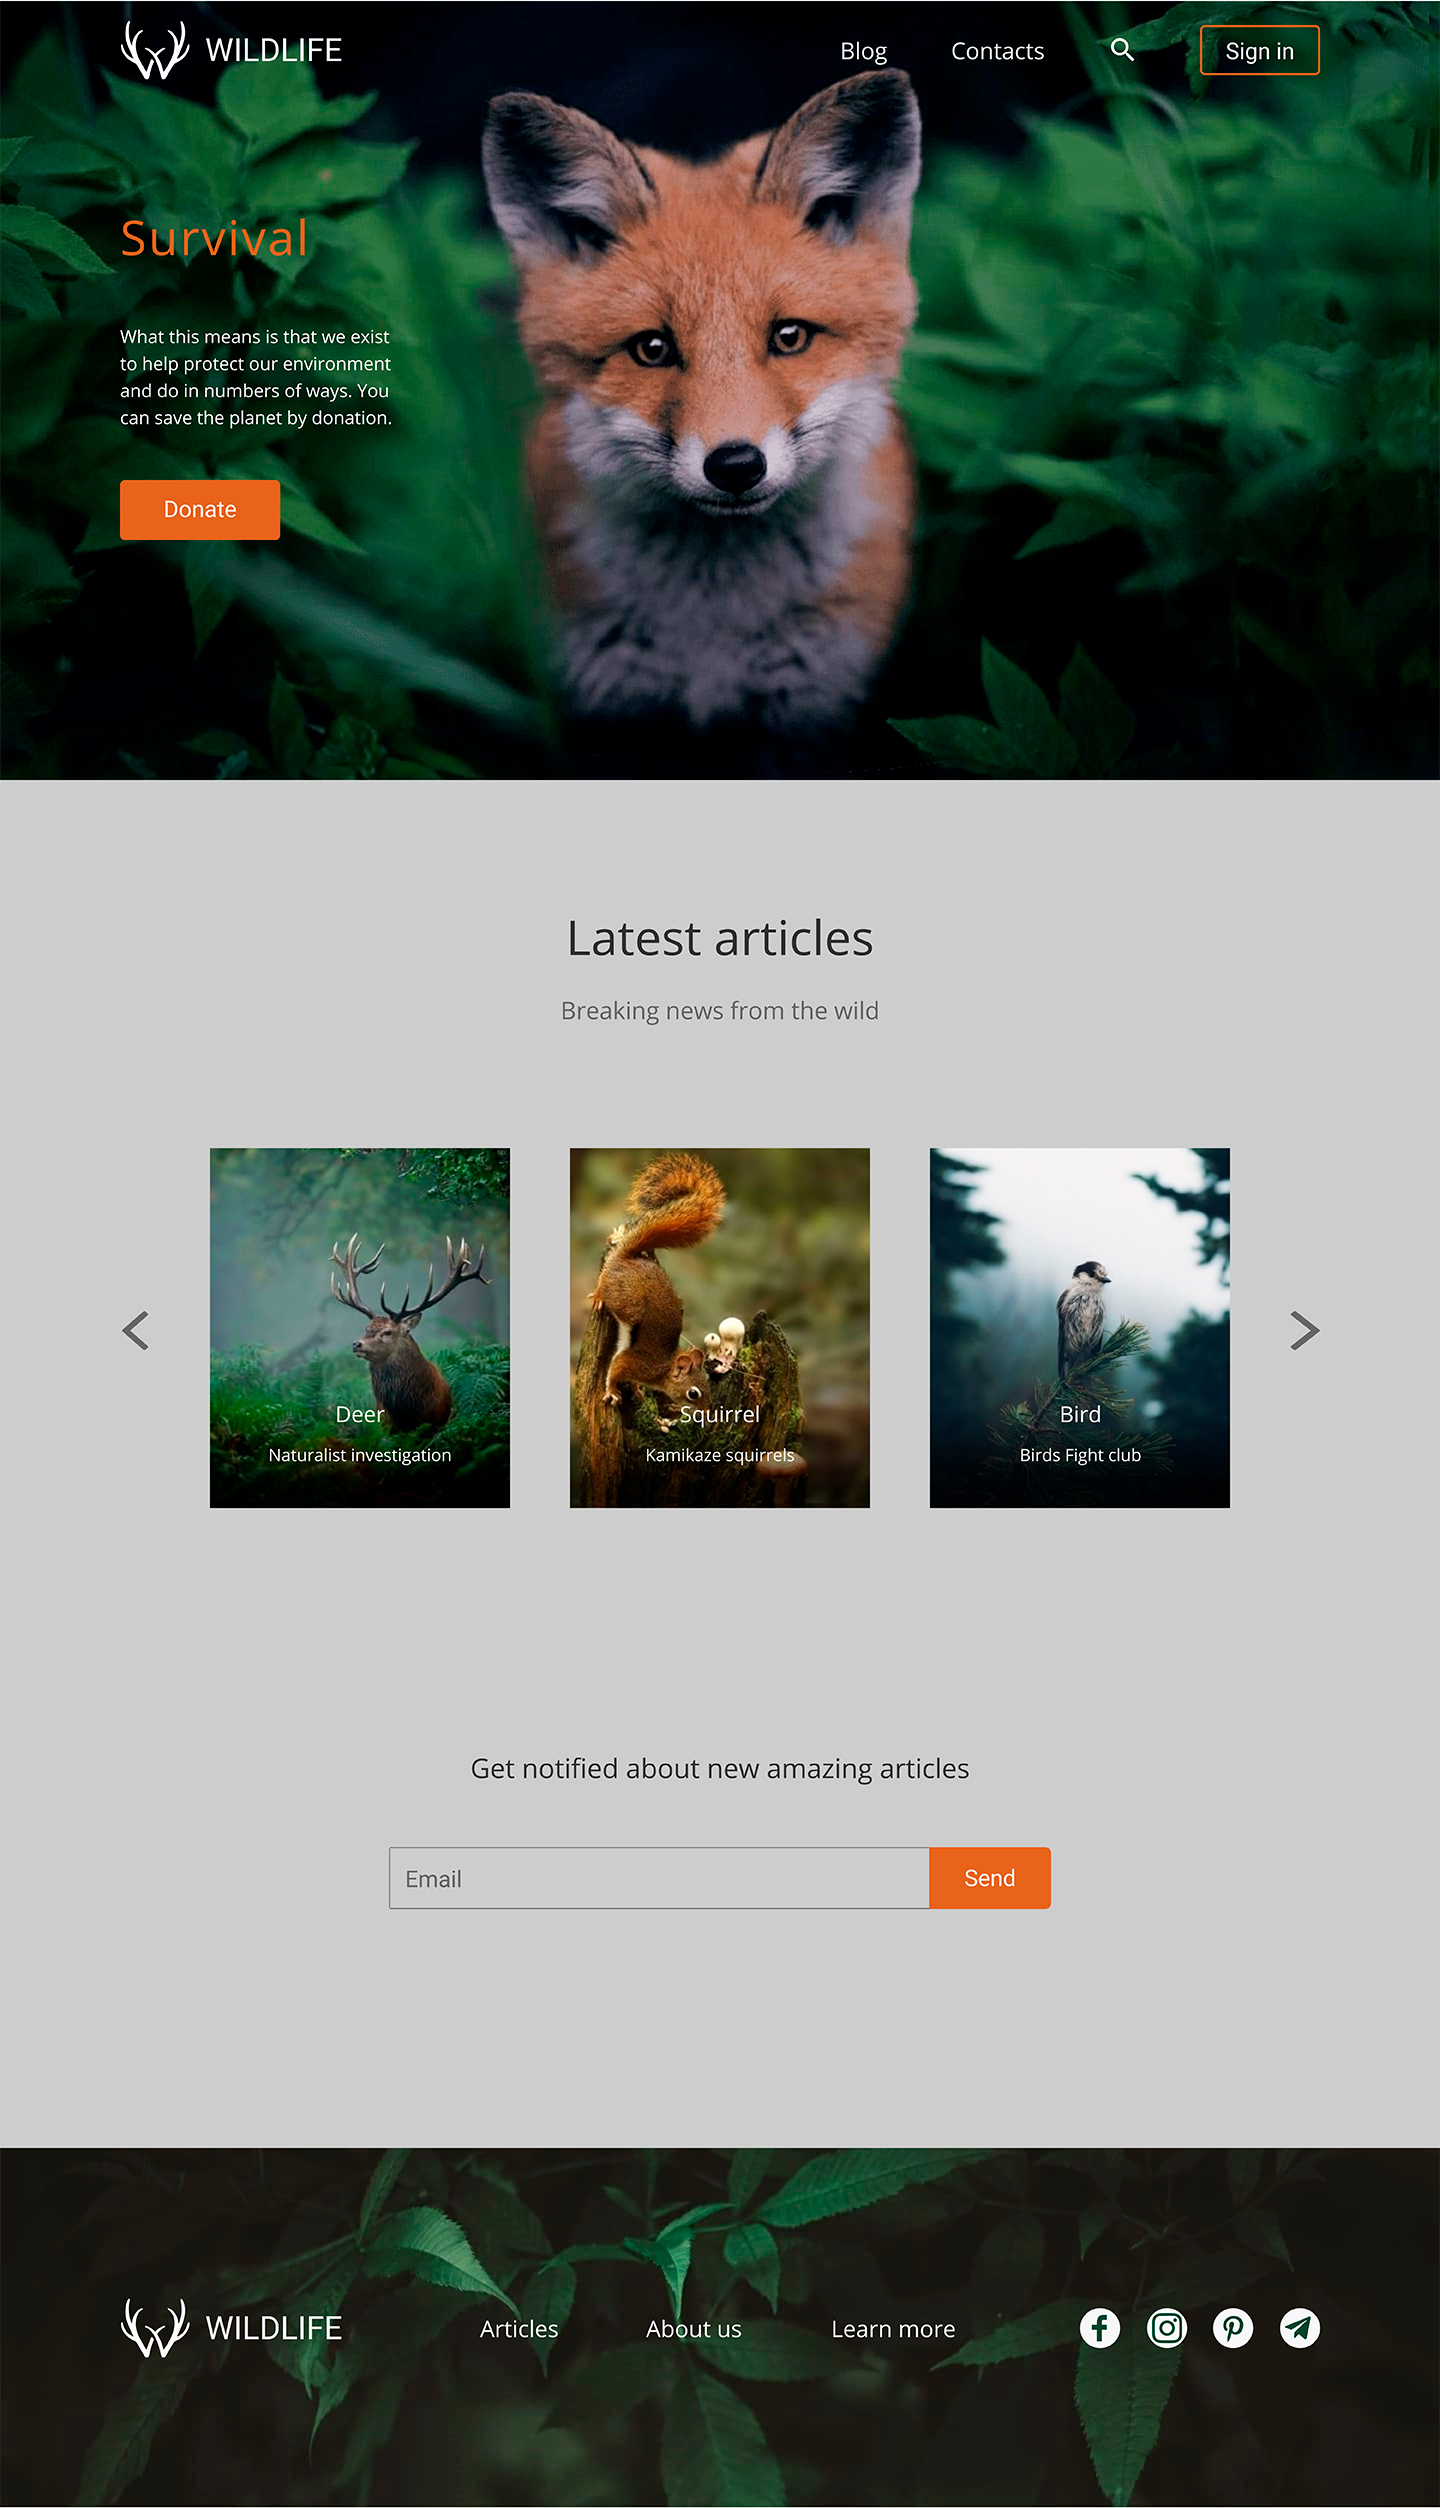 WILDLIFE
Blog
Contacts
Sign in
Survival
What this means is that we exist
to help protect our environment
and do in numbers of ways. You
can save the planet by donation.
Donate
Latest articles
Breaking news from the wild
Deer
Naturalist investigation
Squirrel
Kamikaze squirrels
Bird
Birds Fight club
Get notified about new amazing articles
Email
Send
WILDLIFE
Articles
About us
Learn more